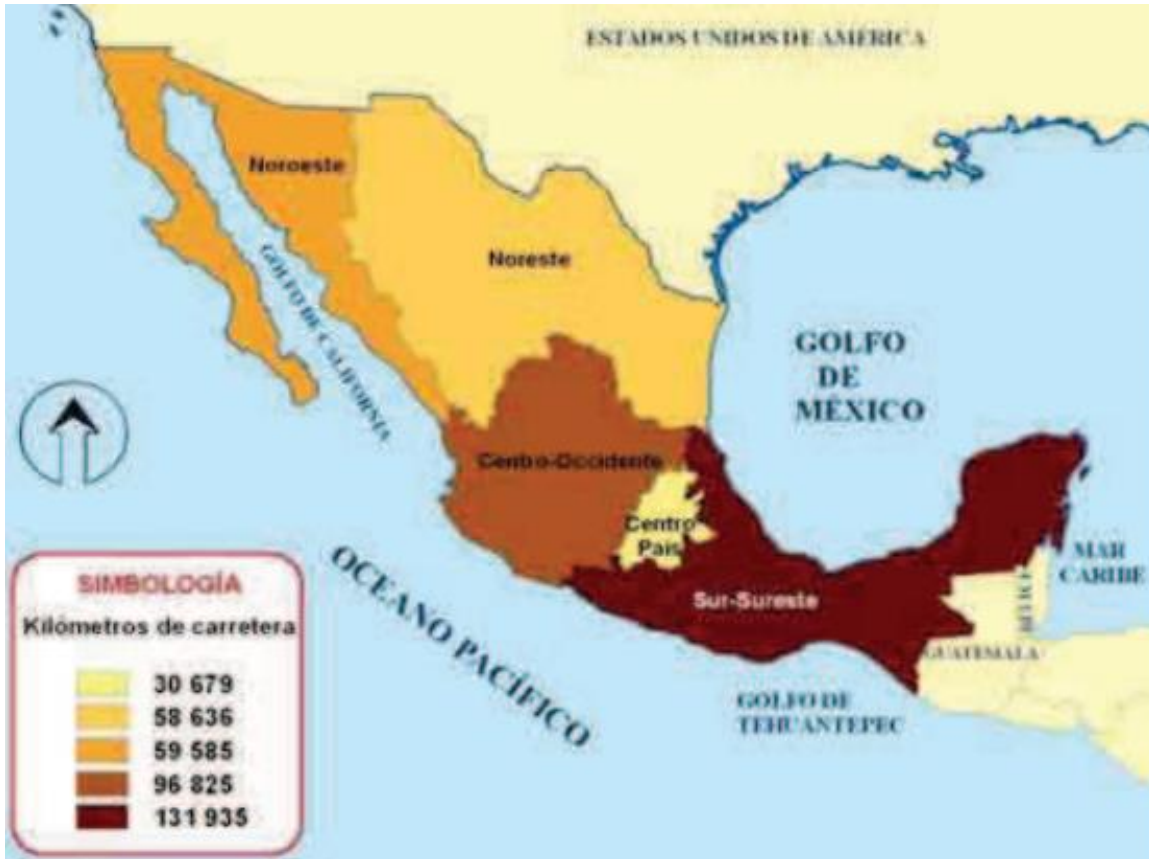 ESTADOS UNIDOS DE AMÉRICA
Noroeste
Noreste
GOLFO DE CALIFORNIA
GOLFO
DE
MÉXICO
Centro-Occidente
Centro
País
MAR
CARIBE
OCEANO PACÍFICO
Sur-Sureste
BELICE
GUATEMALA
GOLFO DE
TEHUANTEPEC
SIMBOLOGÍA
Kilómetros de carretera
30 679
58 636
59 585
96 825
131 935